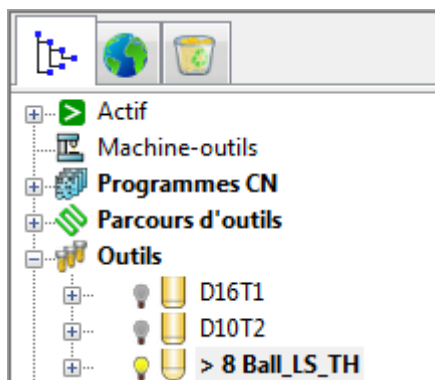 Actif
Machine-outils
Programmes CN
Parcours d'outils
Outils
D16T1
D10T2
> 8 Ball_LS_TH